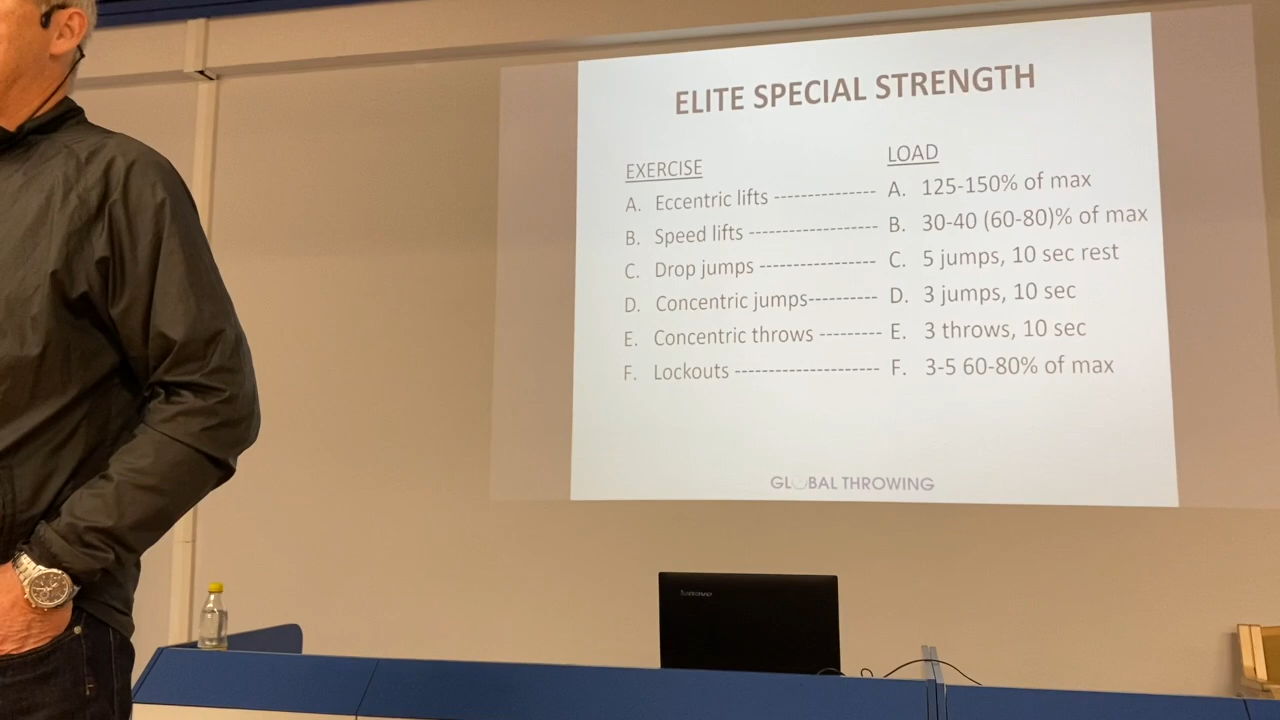 ELITE SPECIAL STRENGTH
EXERCISE
LOAD
A. Eccentric lifts --------------- A. 125-150% of max
B. Speed lifts ------------------- B. 30-40 (60-80)% of max
C. Drop jumps ----------------- C. 5 jumps, 10 sec rest
D. Concentric jumps---------- D. 3 jumps, 10 sec
E. Concentric throws --------- E. 3 throws, 10 sec
F. Lockouts --------------------- F. 3-5 60-80% of max
GLOBAL THROWING